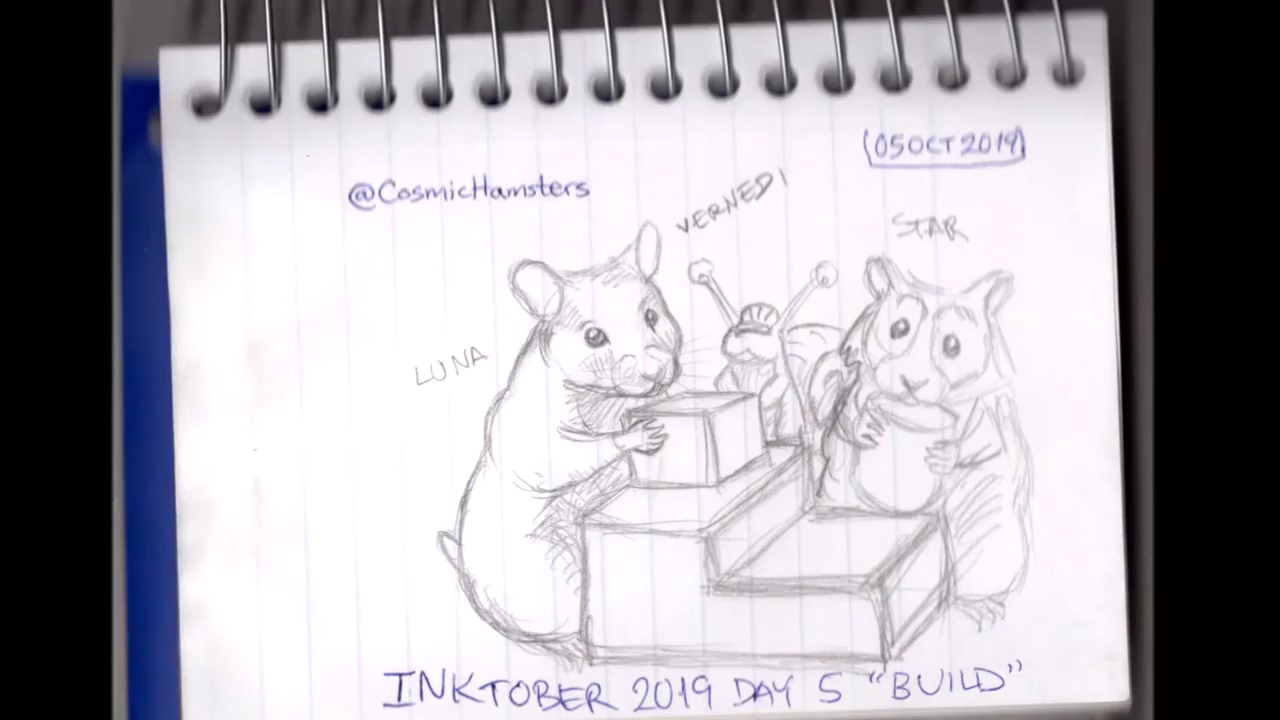 (05OCT2019)
@CosmicHamsters
VERNEDI
STAR
LUNA
INKTOBER 2019 DAY 5 "BUILD"